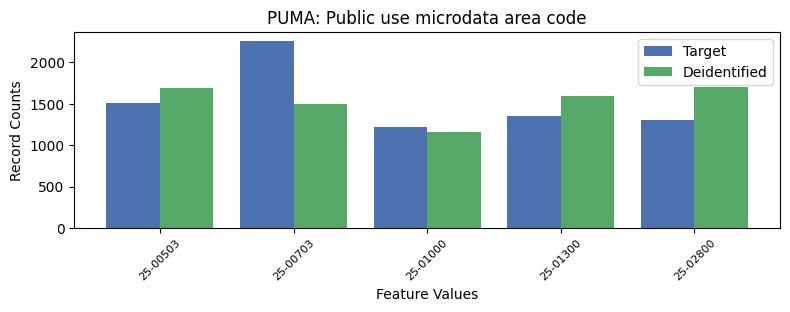 PUMA: Public use microdata area code
Target
Deidentified
Record Counts
2000
1500
1000
500
0
25-00503
25-00703
25-01000
25-01300
25-02800
Feature Values